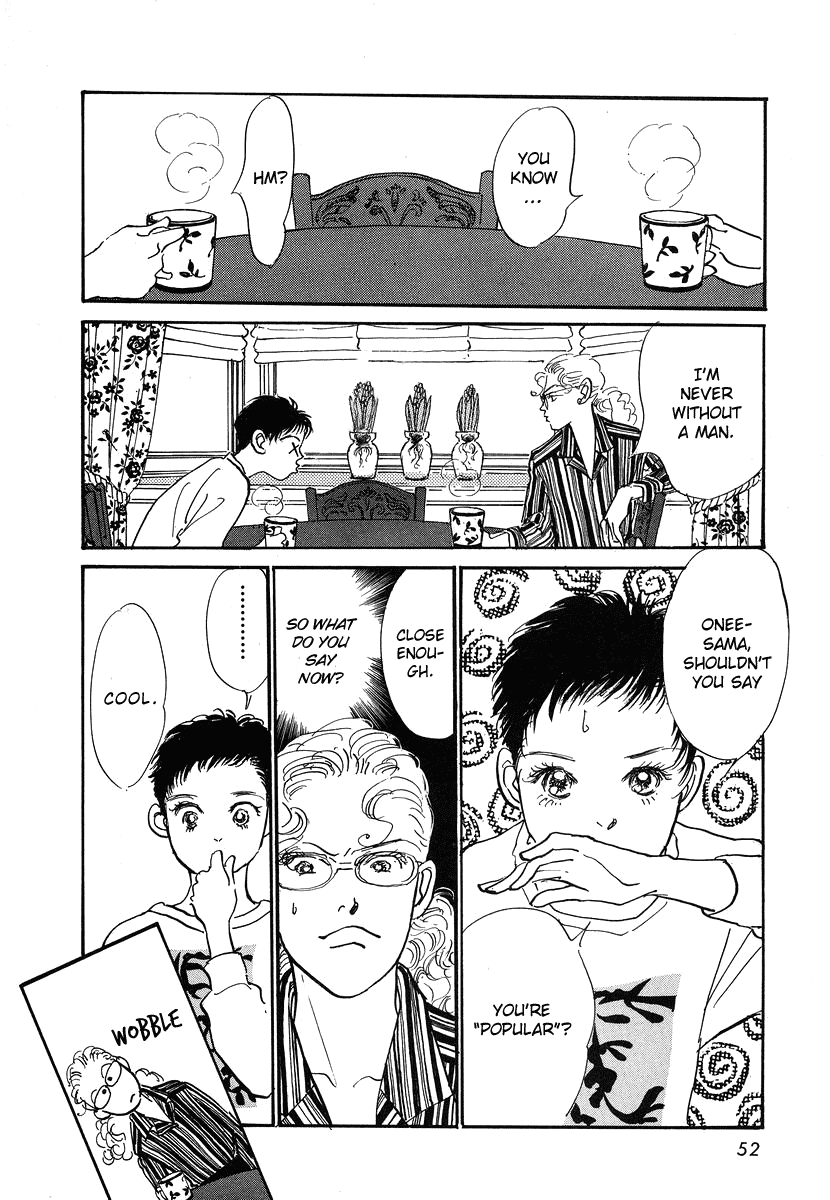 YOU
KNOW
...
HM?
I'M
NEVER
WITHOUT
A MAN.
ONEE-
SAMA,
SHOULDN'T
YOU SAY
YOU'RE
"POPULAR"?
CLOSE
ENOU-
GH.
SO WHAT
DO YOU
SAY
NOW?
.........
COOL.
WOBBLE
52